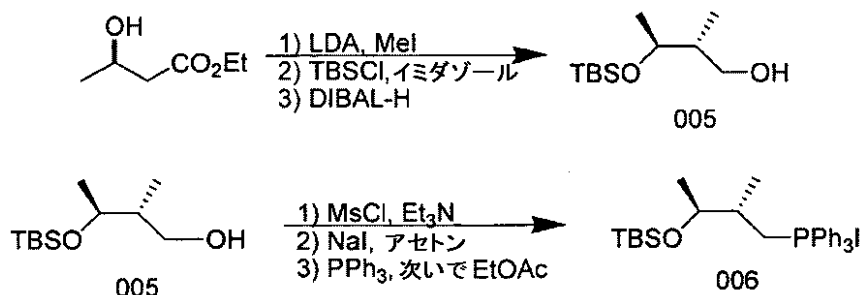 OH
CO₂Et
1) LDA, MeI
2) TBSCl, イミダゾール
3) DIBAL-H
TBSO
OH
005
TBSO
OH
005
1) MsCl, Et₃N
2) NaI, アセトン
3) PPh₃, 次いで EtOAc
TBSO
PPh₃I
006